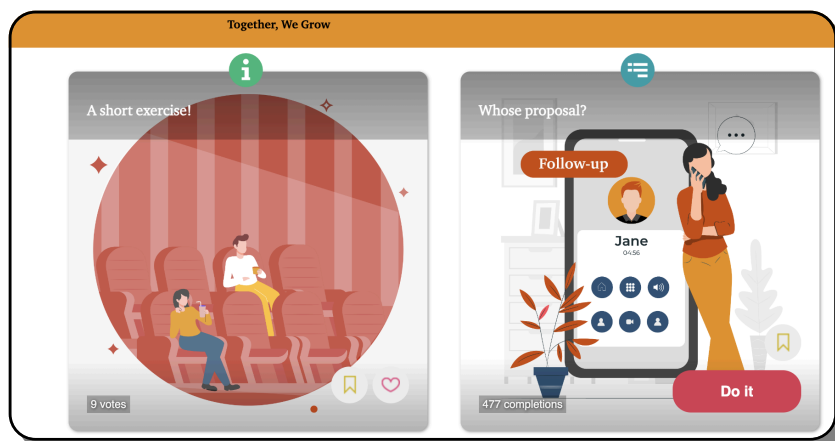 Together, We Grow
A short exercise!
9 votes
Whose proposal?
Follow-up
Jane
04:56
Do it
477 completions